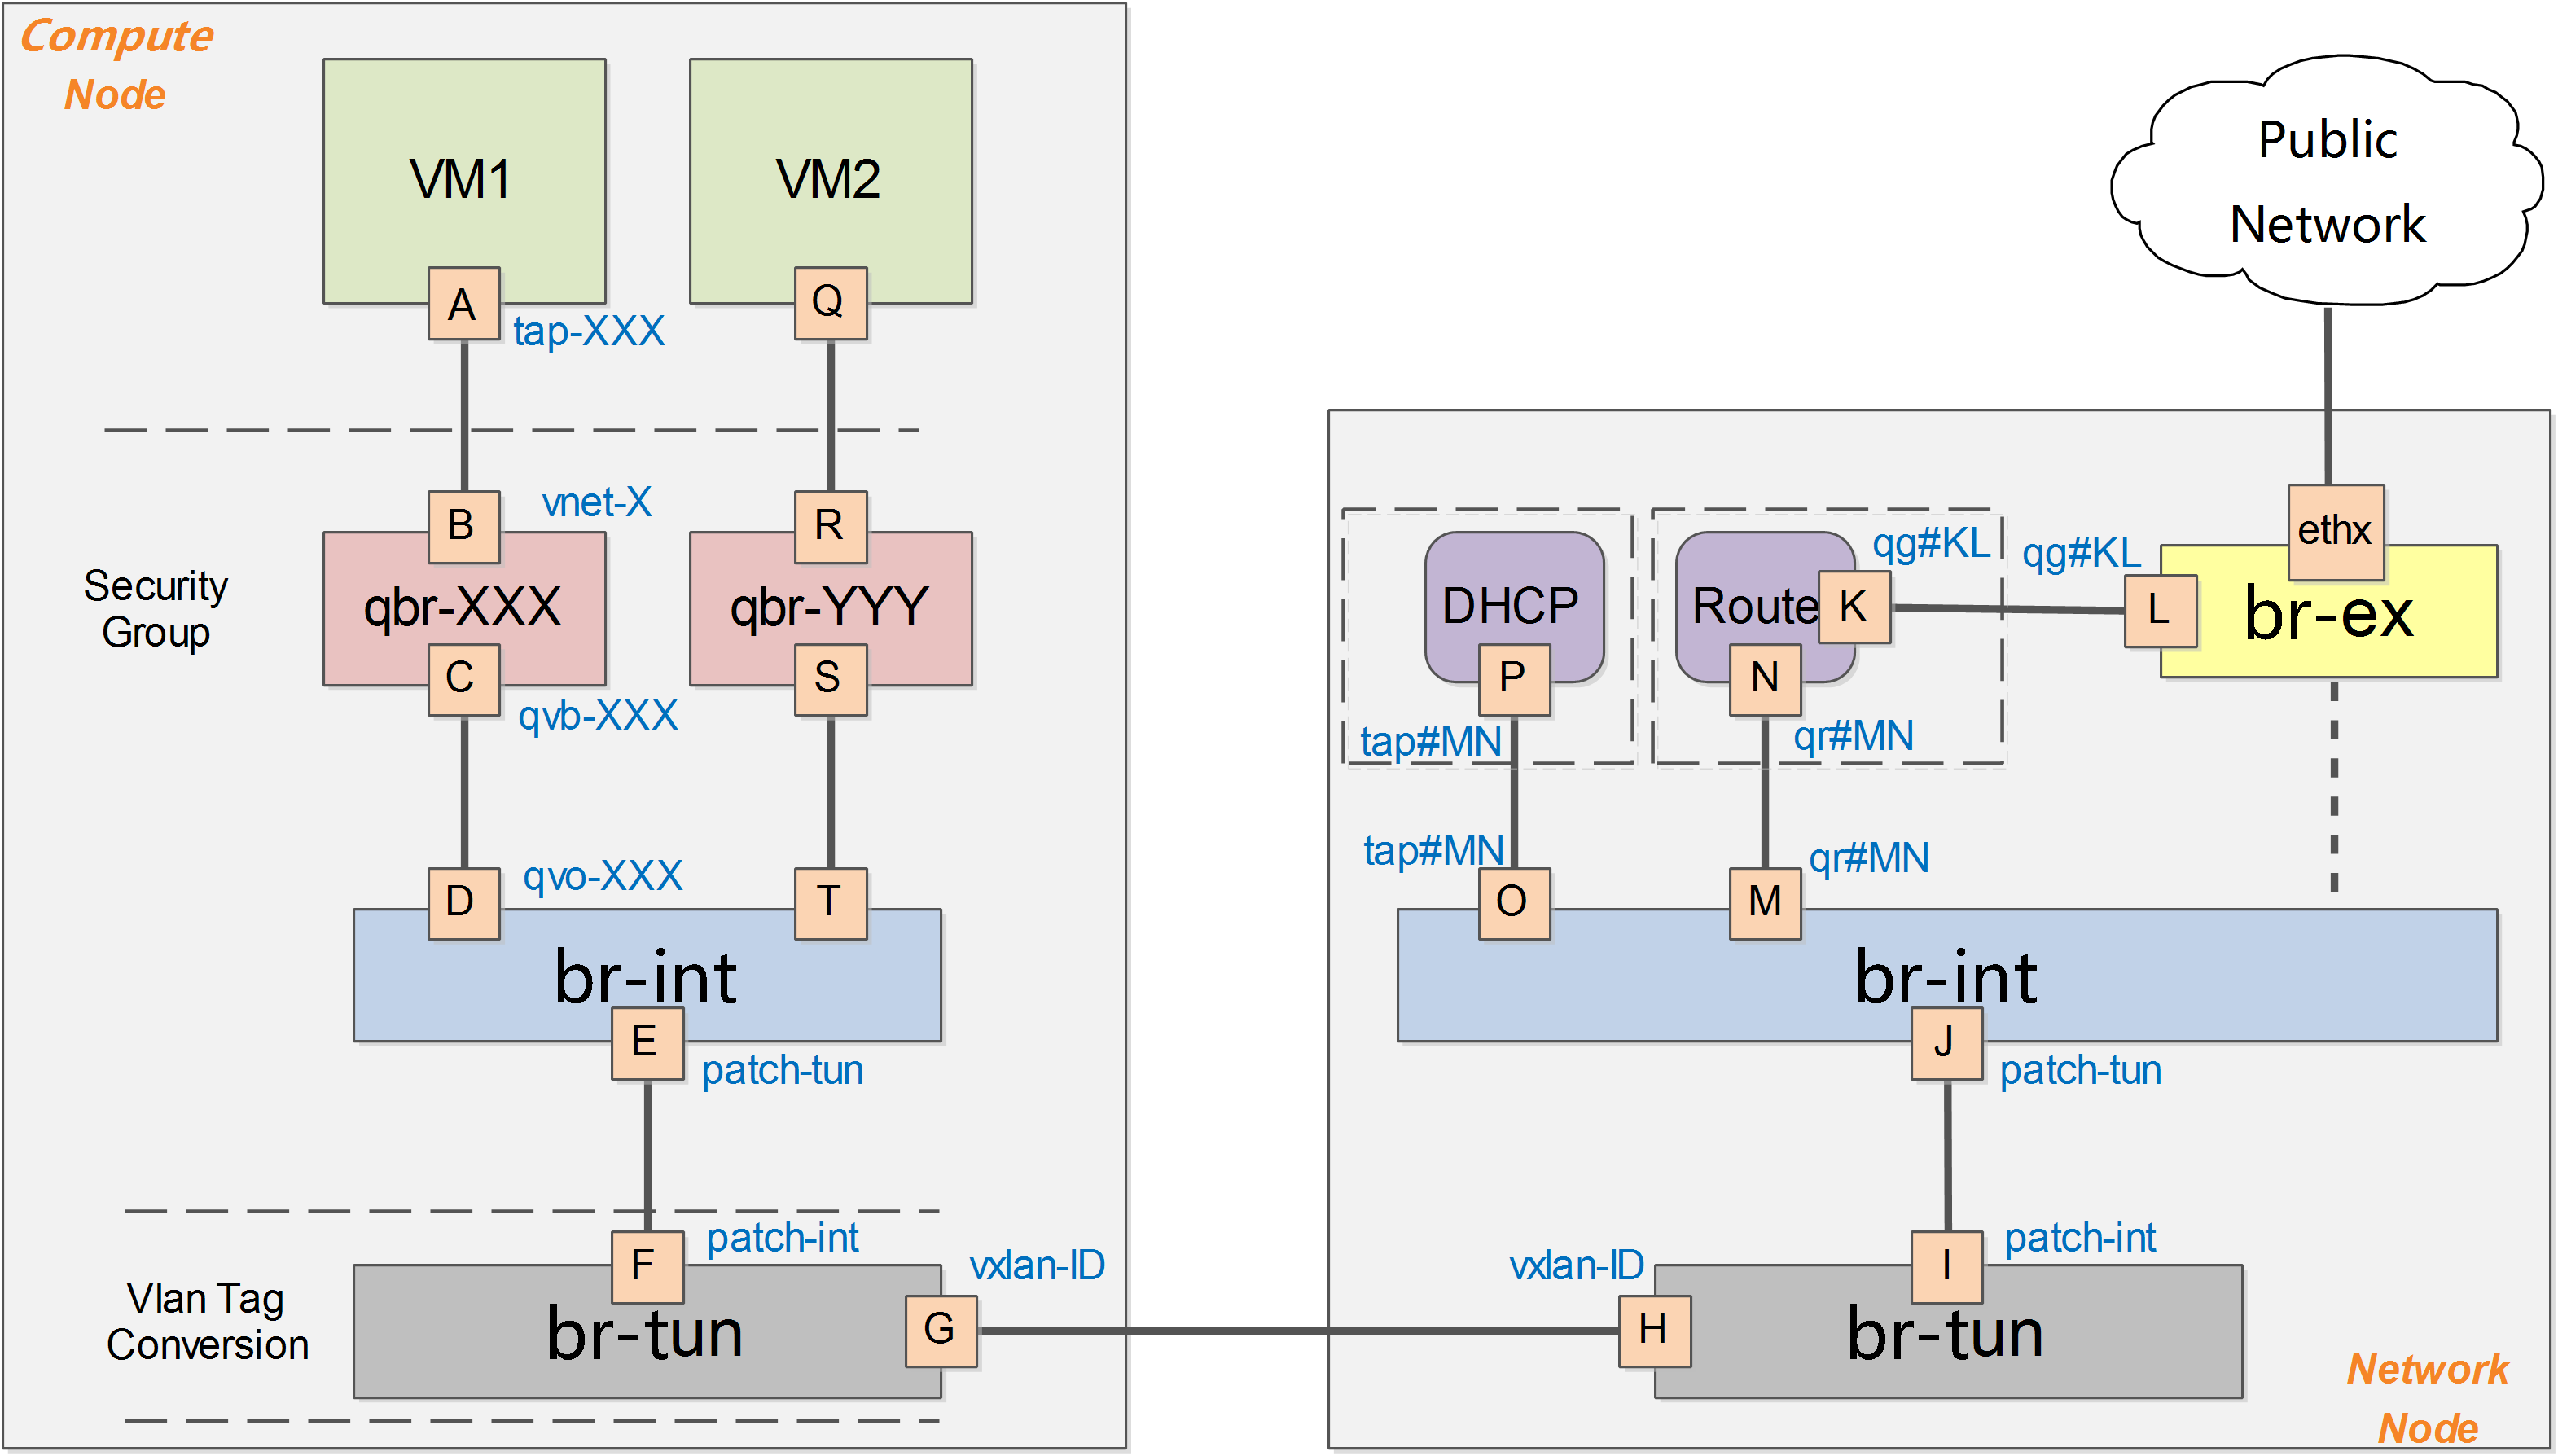 Compute
Node
VM1
VM2
A
tap-XXX
Q
B
vnet-X
R
Security
Group
qbr-XXX
qbr-YYY
C
qvb-XXX
S
D
qvo-XXX
T
br-int
E
patch-tun
F
patch-int
Vlan Tag
Conversion
br-tun
G
vxlan-ID
Public
Network
ethx
DHCP
P
tap#MN
Route
K
qg#KL
N
qr#MN
qg#KL
L
br-ex
tap#MN
O
qr#MN
M
br-int
J
patch-tun
I
patch-int
vxlan-ID
H
br-tun
Network
Node